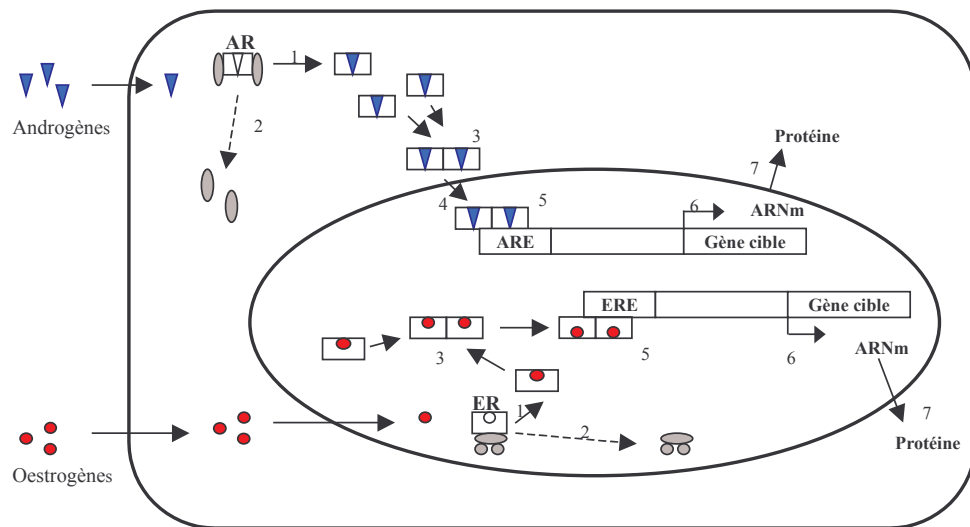 AR
1
Androgènes
2
3
Protéine
7
4
5
6
ARNm
ARE
Gène cible
ERE
Gène cible
3
5
6
ARNm
ER
1
2
7
Protéine
Oestrogènes